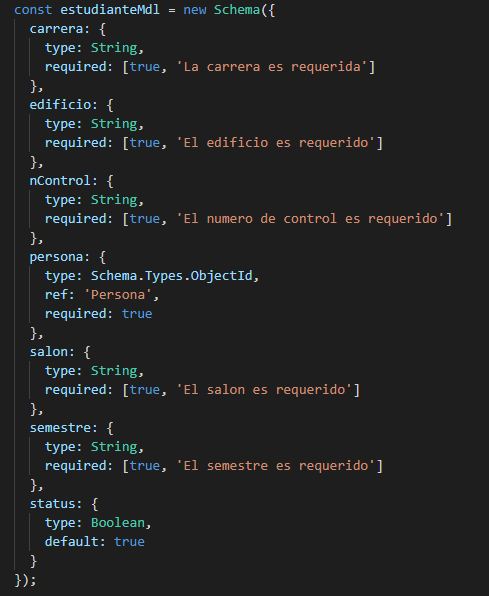 const estudianteMdl = new Schema({
  carrera: {
    type: String,
    required: [true, 'La carrera es requerida']
  },
  edificio: {
    type: String,
    required: [true, 'El edificio es requerido']
  },
  nControl: {
    type: String,
    required: [true, 'El numero de control es requerido']
  },
  persona: {
    type: Schema.Types.ObjectId,
    ref: 'Persona',
    required: true
  },
  salon: {
    type: String,
    required: [true, 'El salon es requerido']
  },
  semestre: {
    type: String,
    required: [true, 'El semestre es requerido']
  },
  status: {
    type: Boolean,
    default: true
  }
});